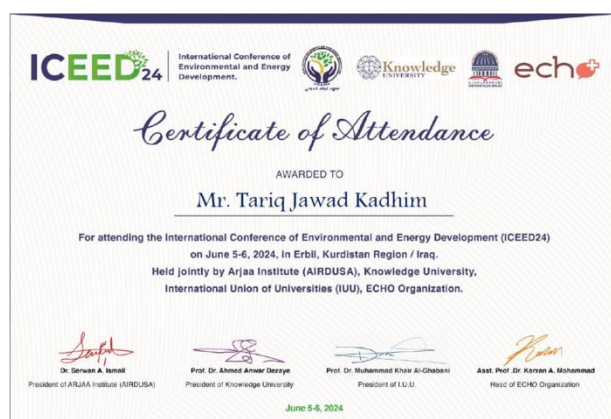 ICEED24
International Conference of
Environmental and Energy
Development.
Knowledge
UNIVERSITY
echo
Certificate of Attendance
AWARDED TO
Mr. Tariq Jawad Kadhim
For attending the International Conference of Environmental and Energy Development (ICEED24)
on June 5-6, 2024, in Erbil, Kurdistan Region / Iraq.
Held jointly by Arjaa Institute (AIRDUSA), Knowledge University,
International Union of Universities (IUU), ECHO Organization.
Dr. Serwan A. Ismail
President of ARJAA Institute (AIRDUSA)
Prof. Dr. Ahmed Anwar Dezaye
President of Knowledge University
Prof. Dr. Muhammad Khair Al-Ghabani
President of I.U.U.
Asst. Prof .Dr. Karzan A. Mohammad
Head of ECHO Organization
June 5-6, 2024